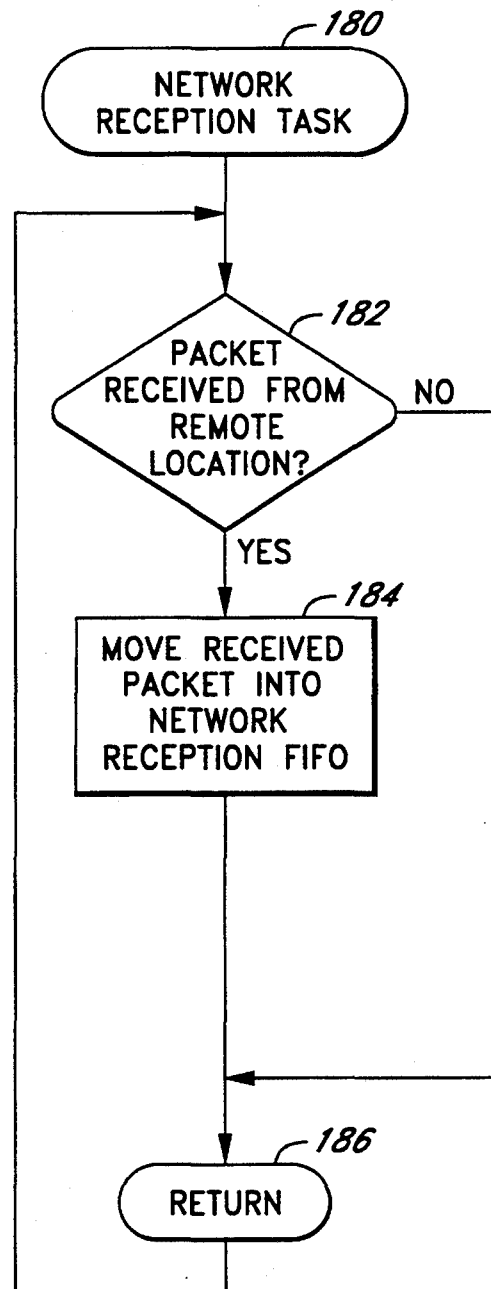 180
NETWORK
RECEPTION TASK
182
PACKET
RECEIVED FROM
REMOTE
LOCATION?
NO
YES
184
MOVE RECEIVED
PACKET INTO
NETWORK
RECEPTION FIFO
186
RETURN